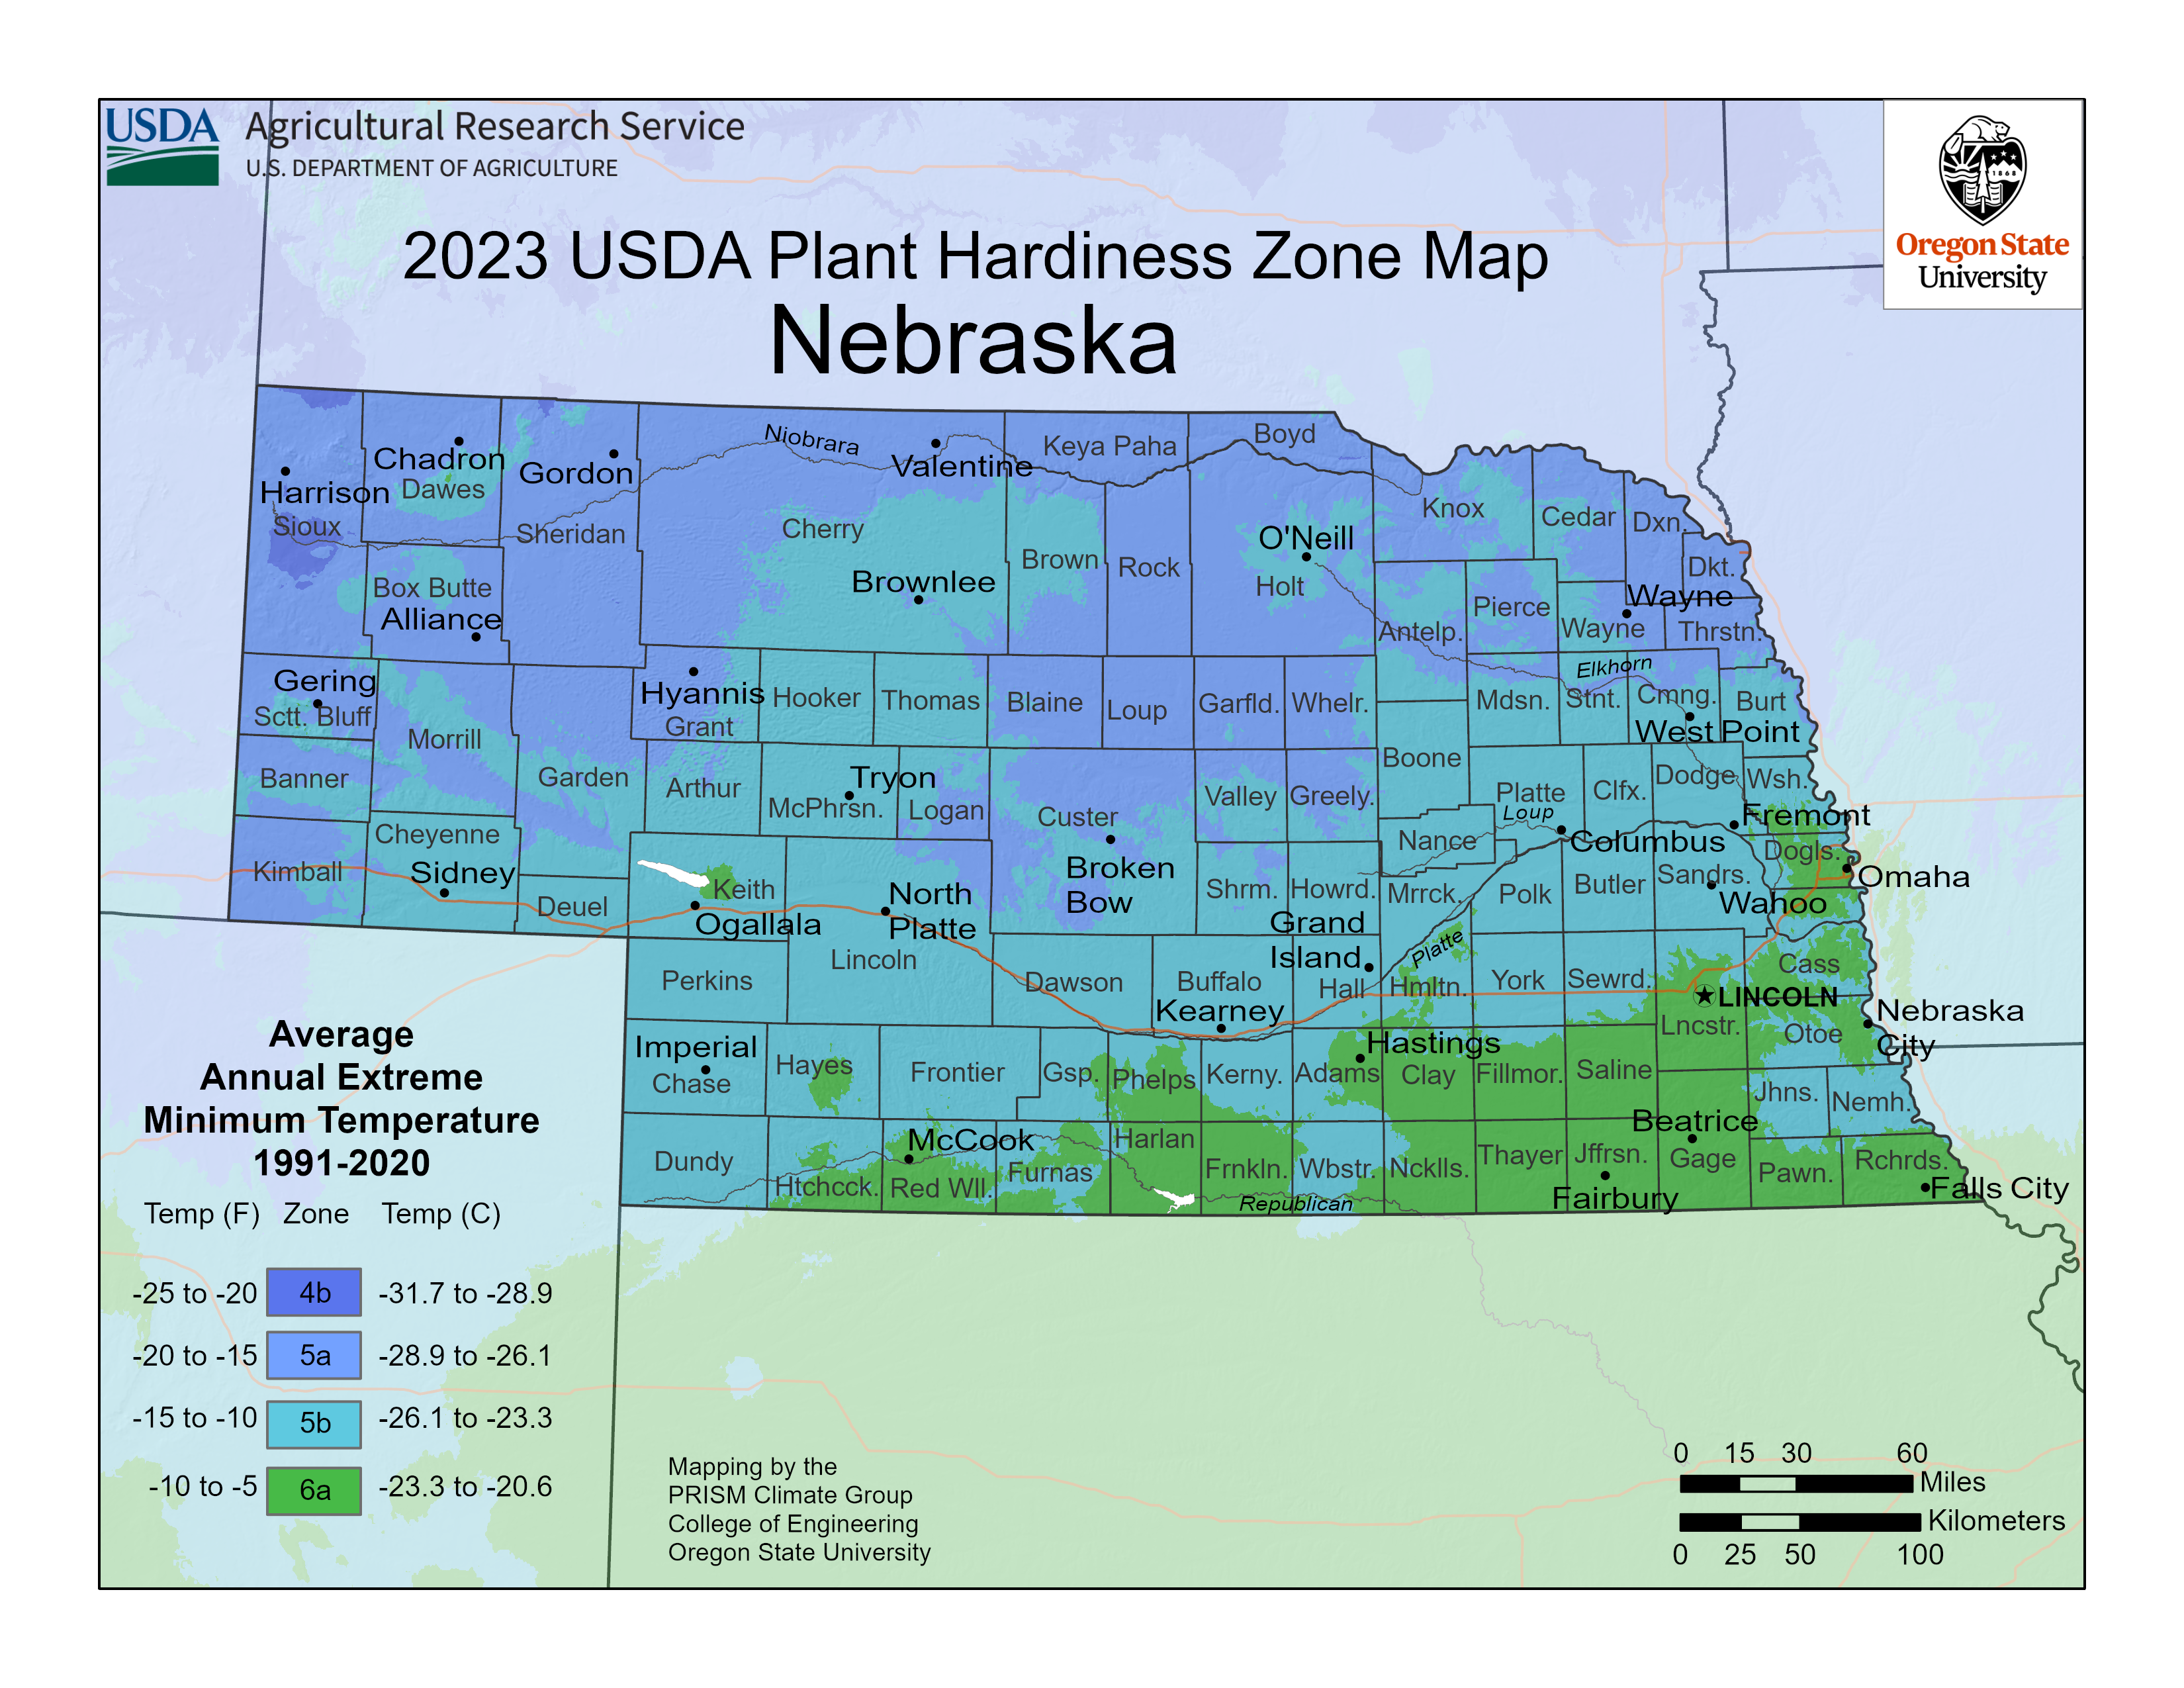 USDA
Agricultural Research Service
U.S. DEPARTMENT OF AGRICULTURE
1868
Oregon State
University
2023 USDA Plant Hardiness Zone Map
Nebraska
Niobrara
Keya Paha
Boyd
Chadron
Valentine
Gordon
Harrison
Dawes
Sioux
Sheridan
Cherry
Knox
Cedar
Dxn.
O'Neill
Brown
Rock
Dkt.
Box Butte
Brownlee
Holt
Wayne
Alliance
Pierce
Antelp.
Wayne
Thrstn.
Elkhorn
Gering
Hyannis
Hooker
Thomas
Blaine
Loup
Garfld.
Whelr.
Mdsn.
Stnt.
Cmng.
Burt
Sctt. Bluff
Grant
West Point
Morrill
Boone
Banner
Garden
Arthur
Tryon
McPhrsn.
Logan
Valley
Greely.
Platte
Clfx.
Dodge
Wsh.
Custer
Loup
Fremont
Cheyenne
Nance
Columbus
Dogls.
Kimball
Sidney
Keith
Broken
Bow
Shrm.
Howrd.
Mrrck.
Polk
Butler
Sandrs.
Omaha
Deuel
Ogallala
North
Platte
Grand
Island
Wahoo
Platte
Perkins
Lincoln
Dawson
Buffalo
Hall
Hmltn.
York
Sewrd.
Cass
LINCOLN
Kearney
Lncstr.
Otoe
Nebraska
City
Imperial
Chase
Hayes
Frontier
Gsp.
Phelps
Kerny.
Adams
Hastings
Clay
Fillmor.
Saline
Jhns.
Nemh.
Beatrice
McCook
Harlan
Dundy
Htchcck.
Red Wll.
Furnas
Frnkln.
Wbstr.
Ncklls.
Thayer
Jffrsn.
Gage
Pawn.
Rchrds.
Republican
Fairbury
Falls City
Average
Annual Extreme
Minimum Temperature
1991-2020
Temp (F) Zone Temp (C)
-25 to -20 4b -31.7 to -28.9
-20 to -15 5a -28.9 to -26.1
-15 to -10 5b -26.1 to -23.3
-10 to -5 6a -23.3 to -20.6
Mapping by the
PRISM Climate Group
College of Engineering
Oregon State University
0 15 30 60
Miles
Kilometers
0 25 50 100